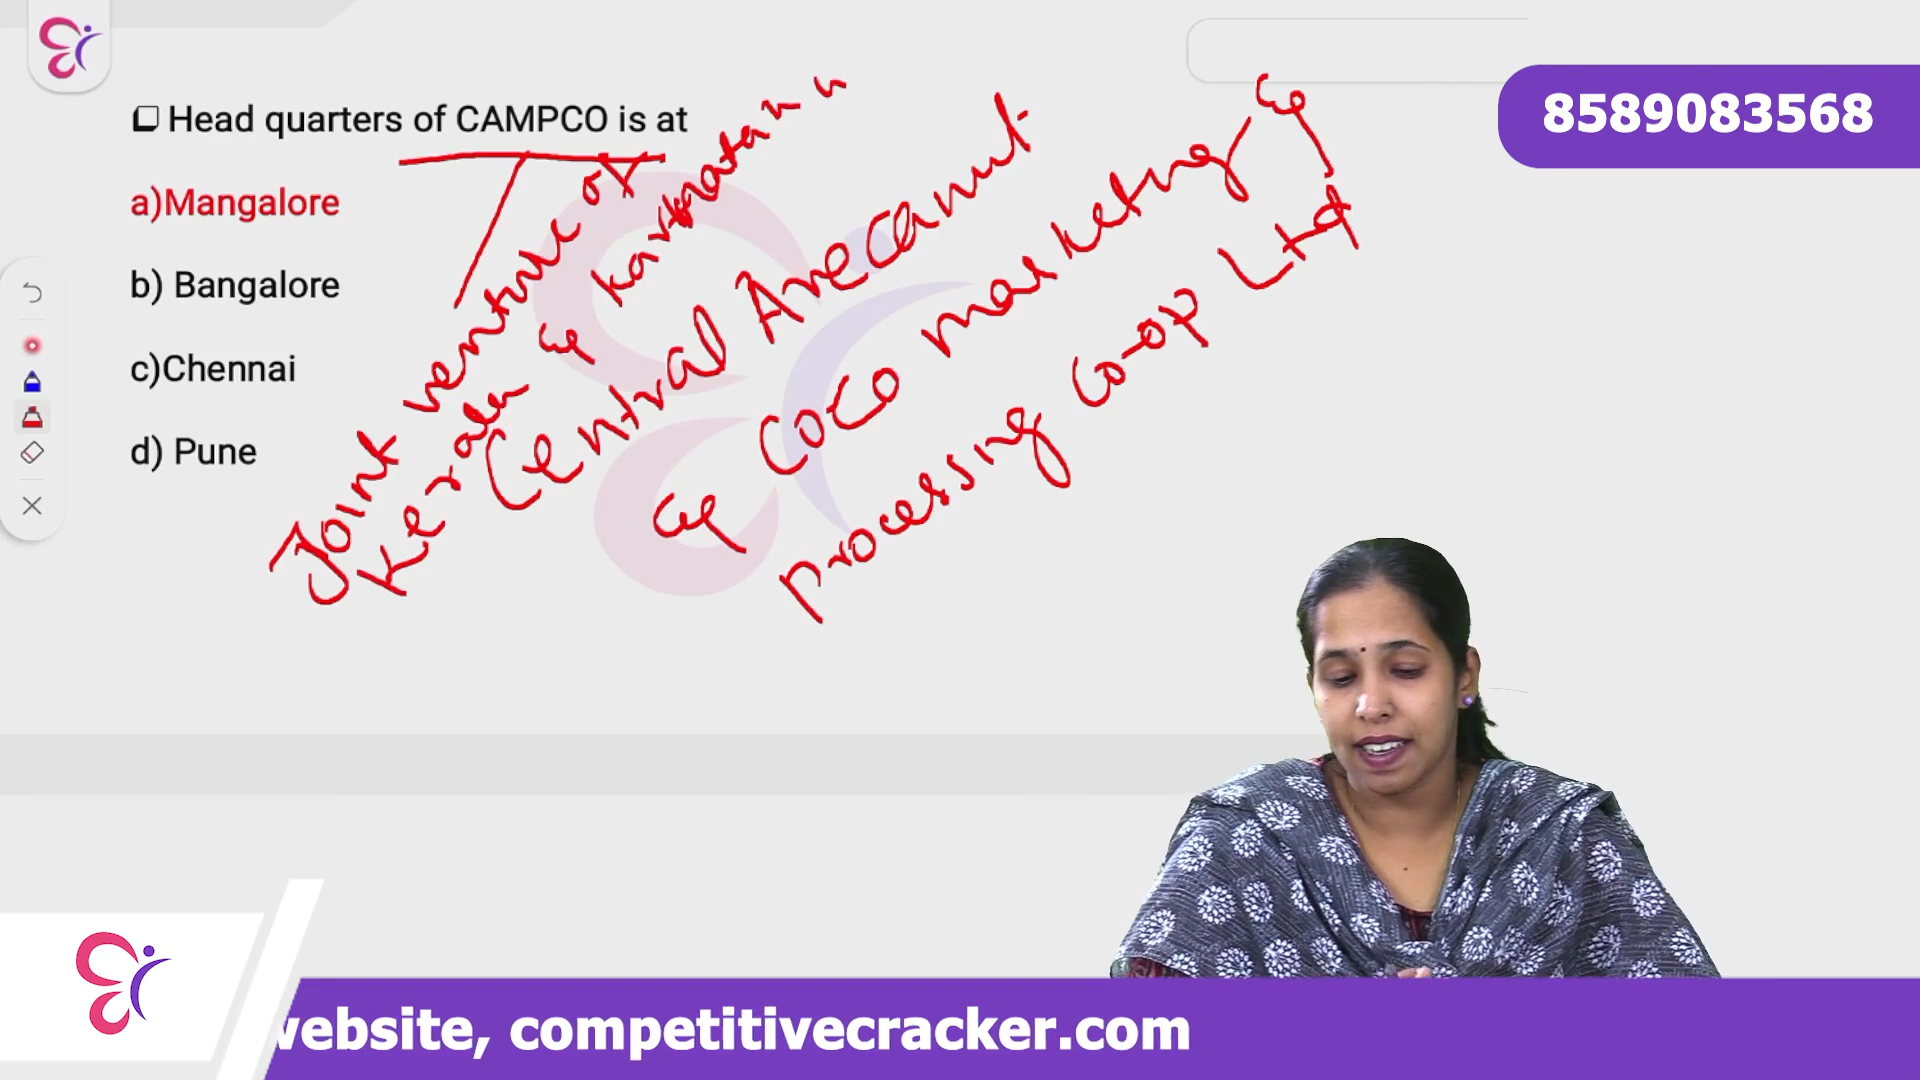 8589083568
Head quarters of CAMPCO is at
a)Mangalore
b) Bangalore
c)Chennai
d) Pune
Joint venture of
Kerala & Karnataka
Central Arecanut
& Coco marketing &
processing Co-op Ltd
website, competitivecracker.com